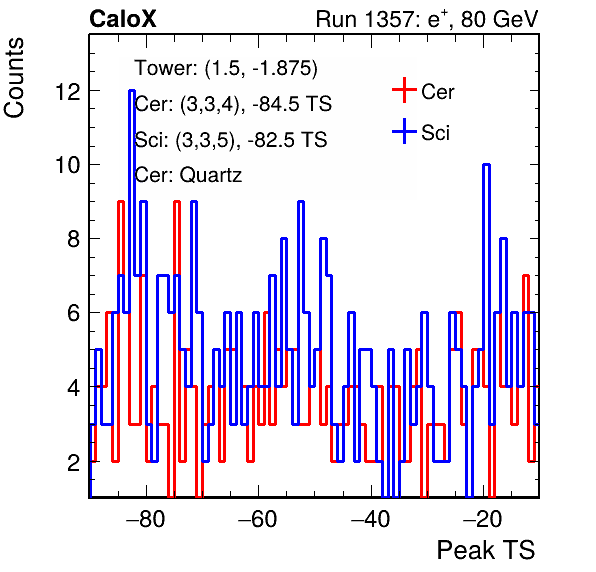 CaloX Run 1357: e⁺, 80 GeV
Counts
Tower: (1.5, -1.875)
Cer: (3,3,4), -84.5 TS
Sci: (3,3,5), -82.5 TS
Cer: Quartz
Cer
Sci
12
10
8
6
4
2
−80 −60 −40 −20
Peak TS